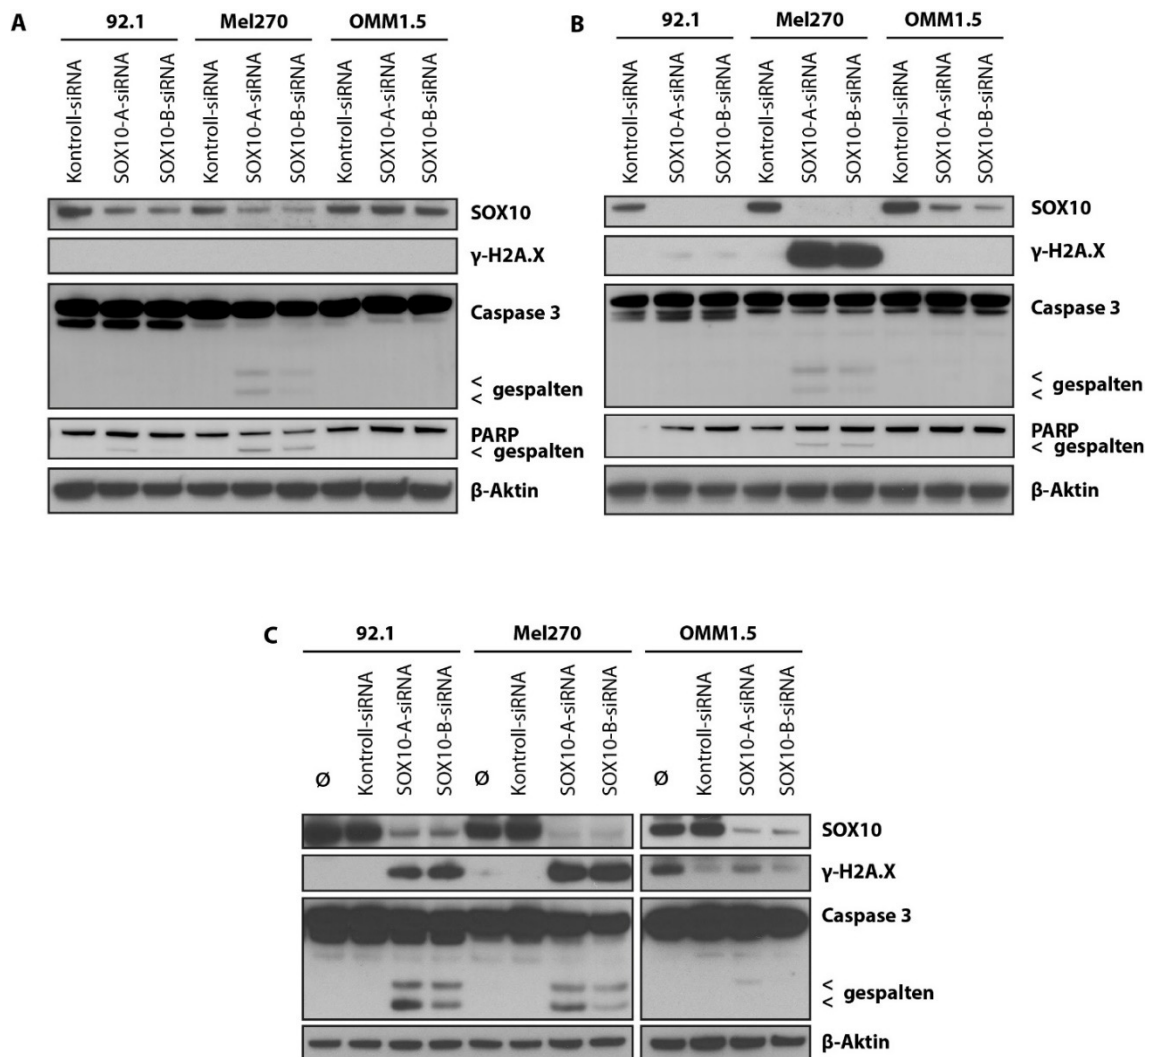 A
92.1 Mel270 OMM1.5
Kontroll-siRNA
SOX10-A-siRNA
SOX10-B-siRNA
Kontroll-siRNA
SOX10-A-siRNA
SOX10-B-siRNA
Kontroll-siRNA
SOX10-A-siRNA
SOX10-B-siRNA
SOX10
γ-H2A.X
Caspase 3
<
< gespalten
PARP
< gespalten
β-Aktin
B
92.1 Mel270 OMM1.5
Kontroll-siRNA
SOX10-A-siRNA
SOX10-B-siRNA
Kontroll-siRNA
SOX10-A-siRNA
SOX10-B-siRNA
Kontroll-siRNA
SOX10-A-siRNA
SOX10-B-siRNA
SOX10
γ-H2A.X
Caspase 3
<
< gespalten
PARP
< gespalten
β-Aktin
C
92.1 Mel270 OMM1.5
Ø
Kontroll-siRNA
SOX10-A-siRNA
SOX10-B-siRNA
Ø
Kontroll-siRNA
SOX10-A-siRNA
SOX10-B-siRNA
Ø
Kontroll-siRNA
SOX10-A-siRNA
SOX10-B-siRNA
SOX10
γ-H2A.X
Caspase 3
<
< gespalten
β-Aktin